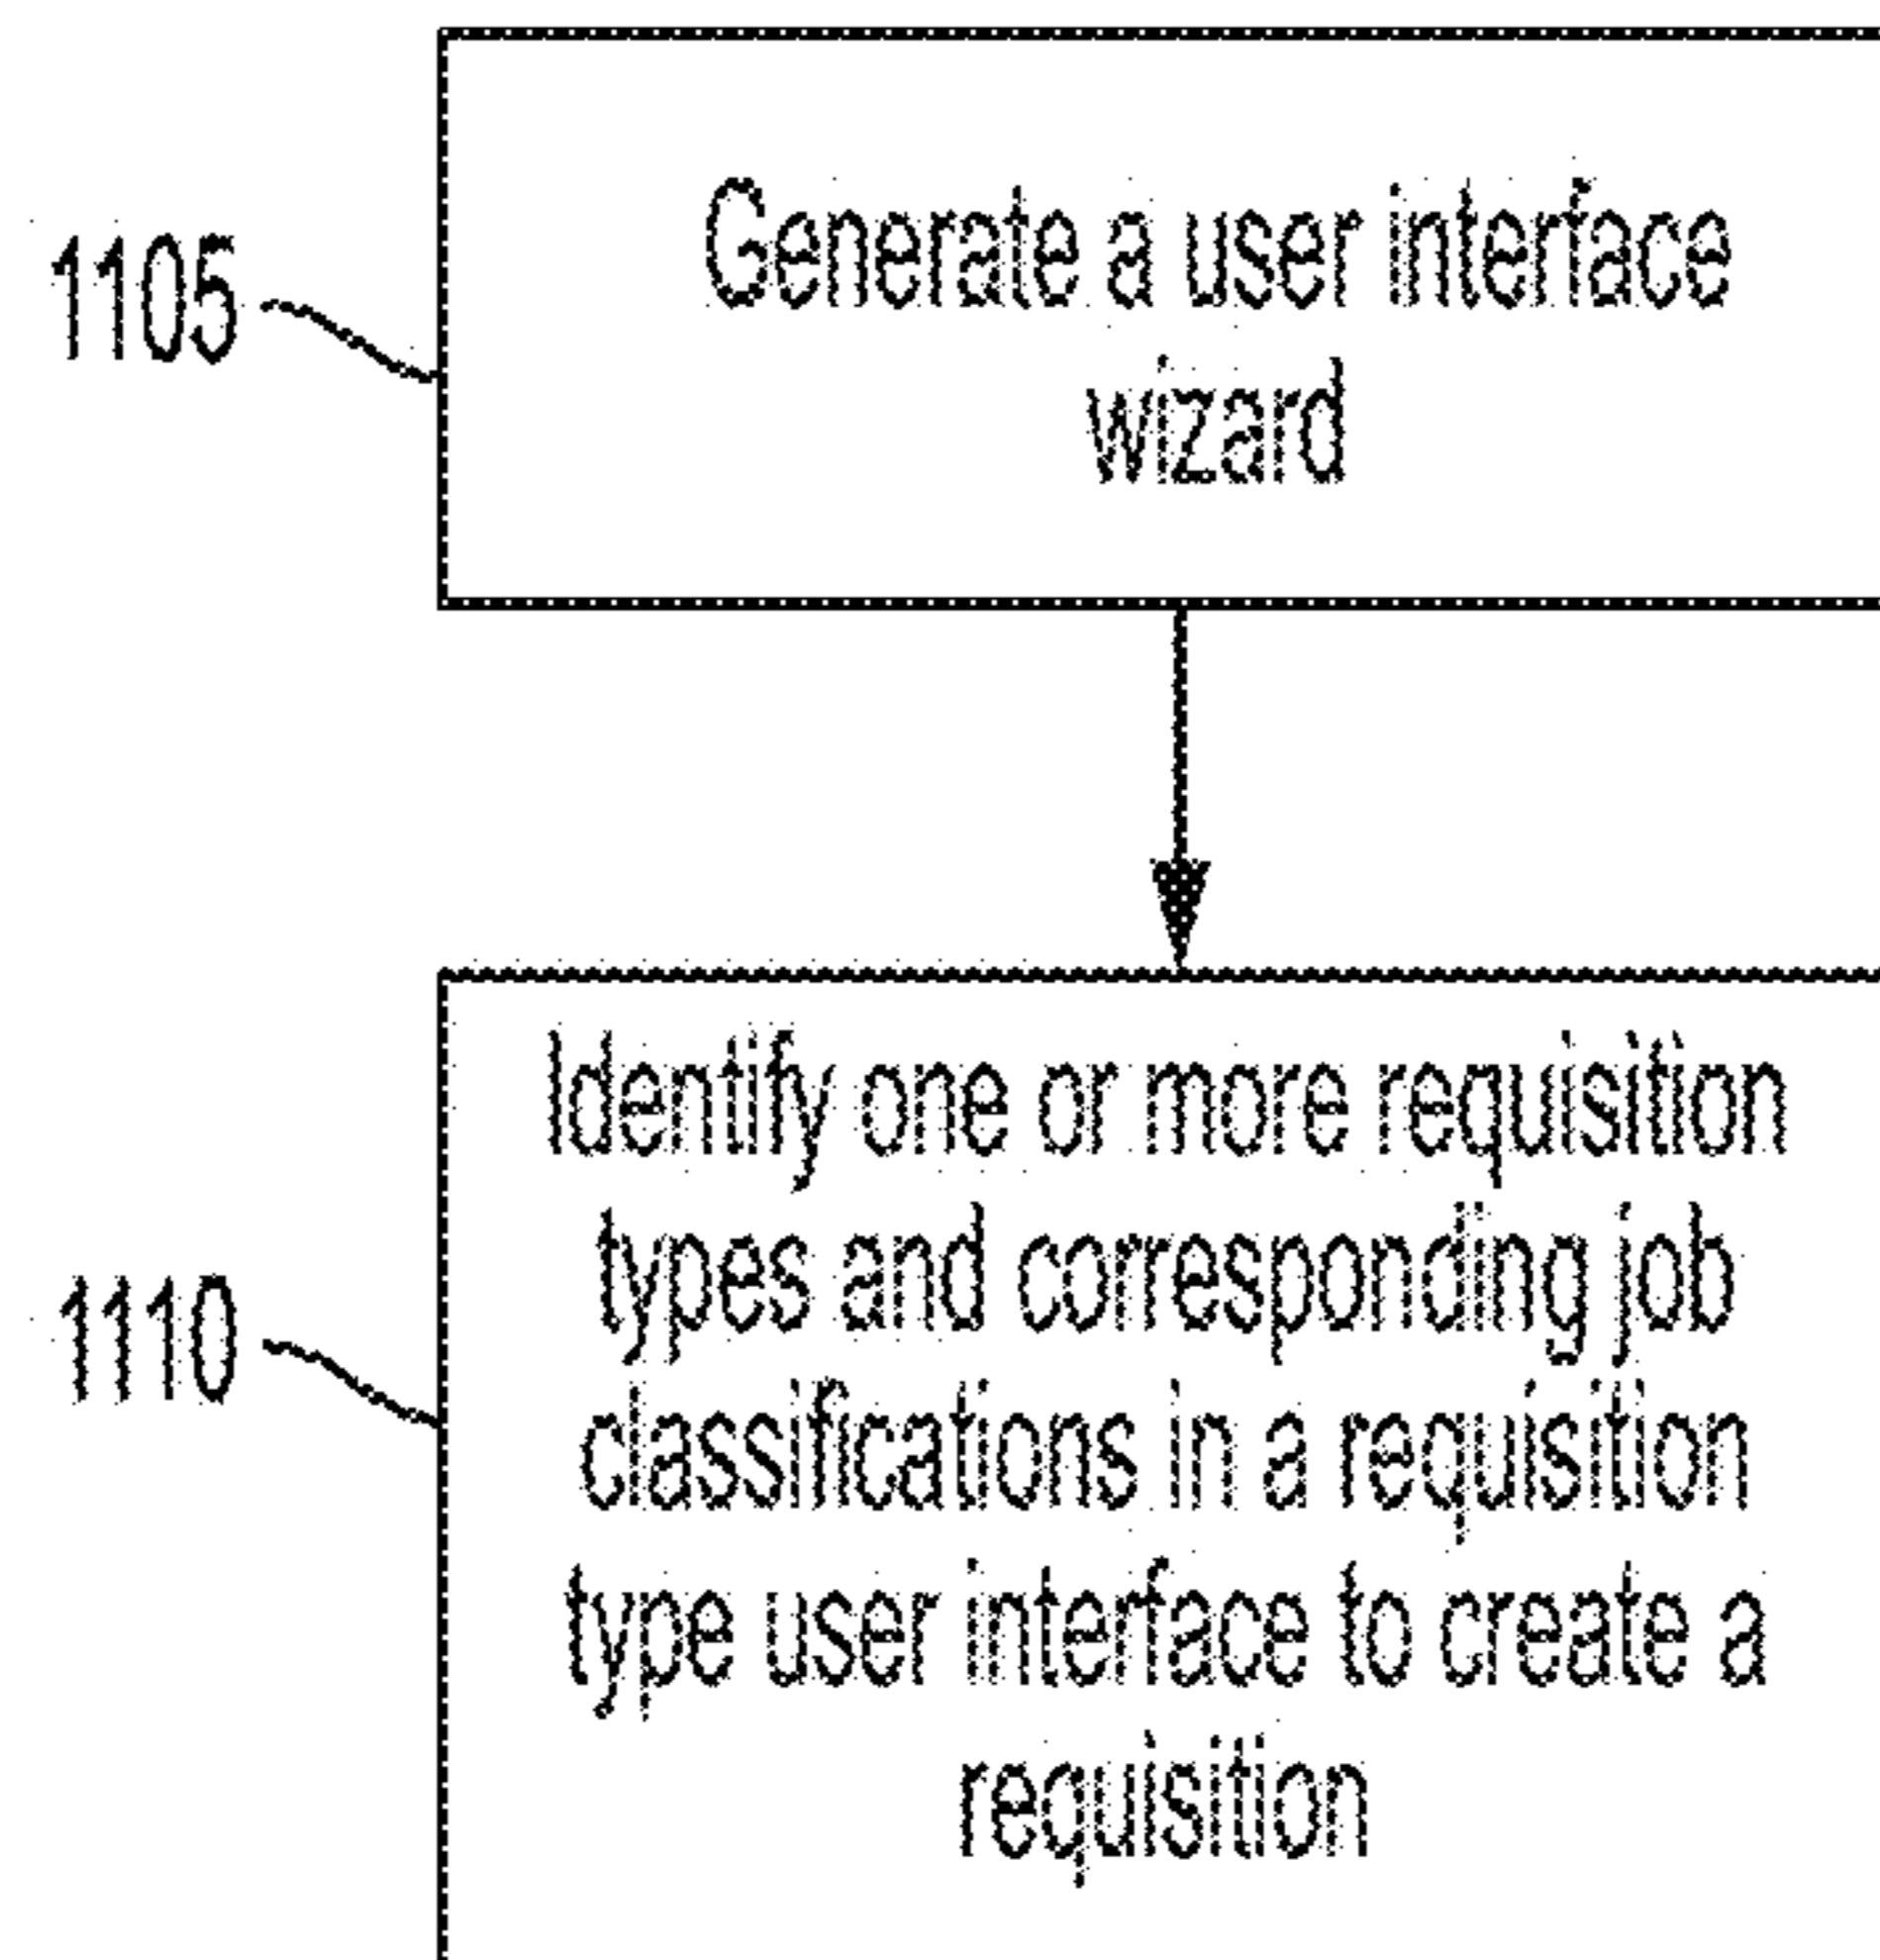 1105
Generate a user interface
wizard
1110
Identify one or more requisition
types and corresponding job
classifications in a requisition
type user interface to create a
requisition